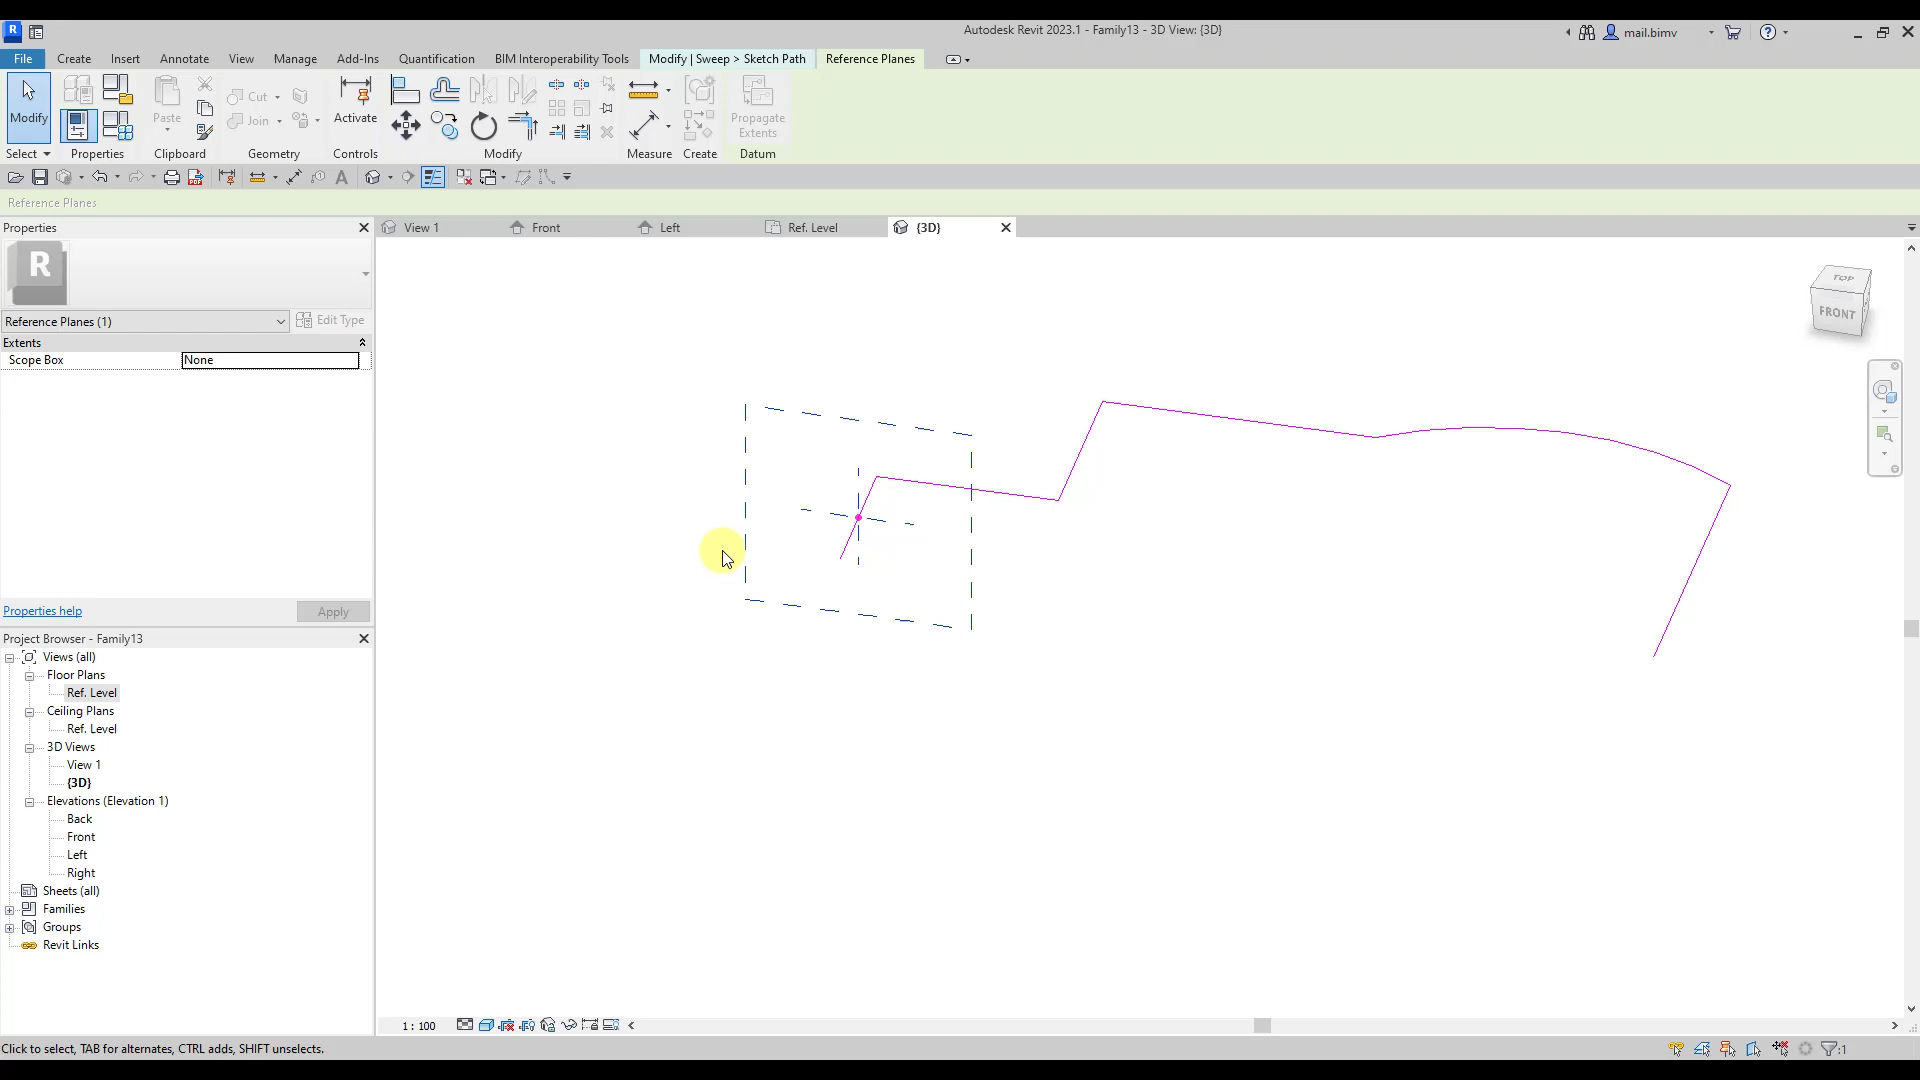 Autodesk Revit 2023.1 - Family13 - 3D View: {3D}
mail.bimv
File Create Insert Annotate View Manage Add-Ins Quantification BIM Interoperability Tools Modify | Sweep > Sketch Path Reference Planes
Modify Paste Cut Join Activate Propagate Extents
Select Properties Clipboard Geometry Controls Modify Measure Create Datum
Reference Planes
Properties
View 1 Front Left Ref. Level {3D}
R
Reference Planes (1) Edit Type
Extents
Scope Box None
Properties help Apply
Project Browser - Family13
Views (all)
Floor Plans
Ref. Level
Ceiling Plans
Ref. Level
3D Views
View 1
{3D}
Elevations (Elevation 1)
Back
Front
Left
Right
Sheets (all)
Families
Groups
Revit Links
TOP
FRONT
1 : 100
Click to select, TAB for alternates, CTRL adds, SHIFT unselects.
:1